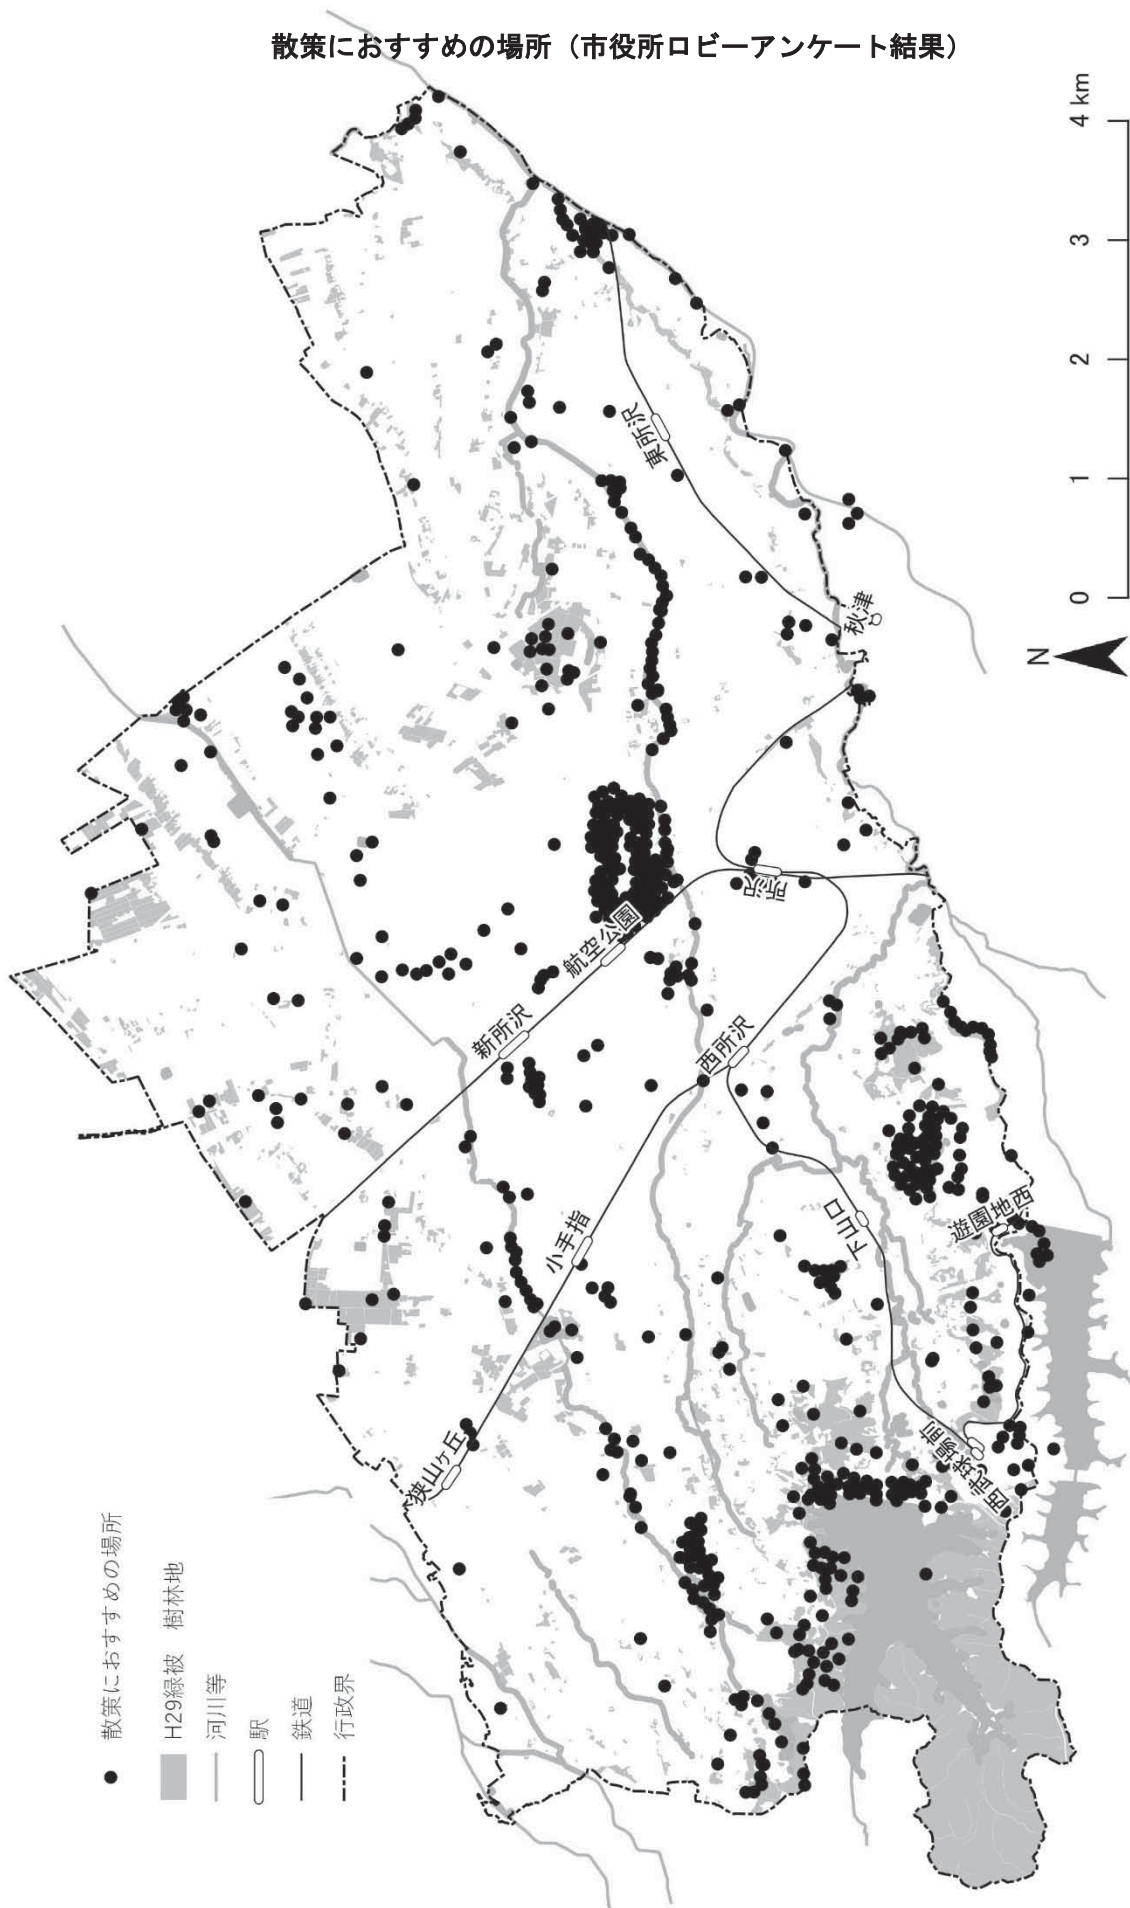 散策におすすめの場所（市役所ロビーアンケート結果）
散策におすすめの場所
H29緑被　樹林地
河川等
駅
鉄道
行政界
狭山ヶ丘
小手指
新所沢
航空公園
西所沢
所沢
東所沢
秋津
下山口
遊園地西
西武球場前
N
0
1
2
3
4 km